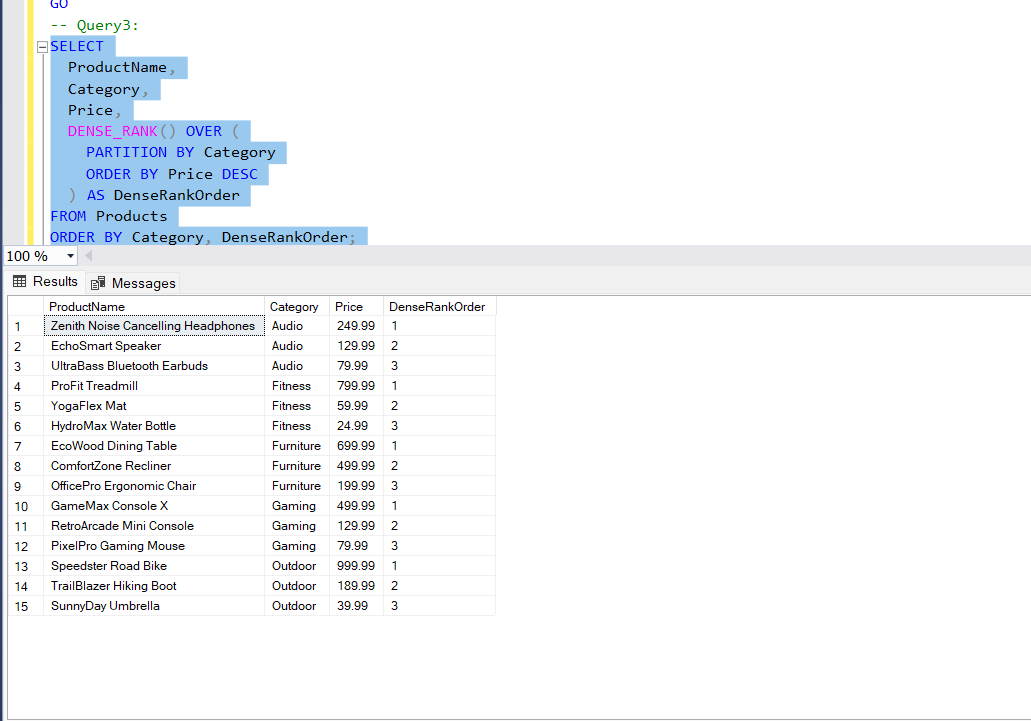 GO
-- Query3:
SELECT
ProductName,
Category,
Price,
DENSE_RANK() OVER (
PARTITION BY Category
ORDER BY Price DESC
) AS DenseRankOrder
FROM Products
ORDER BY Category, DenseRankOrder;
100 %
Results Messages
ProductName Category Price DenseRankOrder
1 Zenith Noise Cancelling Headphones Audio 249.99 1
2 EchoSmart Speaker Audio 129.99 2
3 UltraBass Bluetooth Earbuds Audio 79.99 3
4 ProFit Treadmill Fitness 799.99 1
5 YogaFlex Mat Fitness 59.99 2
6 HydroMax Water Bottle Fitness 24.99 3
7 EcoWood Dining Table Furniture 699.99 1
8 ComfortZone Recliner Furniture 499.99 2
9 OfficePro Ergonomic Chair Furniture 199.99 3
10 GameMax Console X Gaming 499.99 1
11 RetroArcade Mini Console Gaming 129.99 2
12 PixelPro Gaming Mouse Gaming 79.99 3
13 Speedster Road Bike Outdoor 999.99 1
14 TrailBlazer Hiking Boot Outdoor 189.99 2
15 SunnyDay Umbrella Outdoor 39.99 3